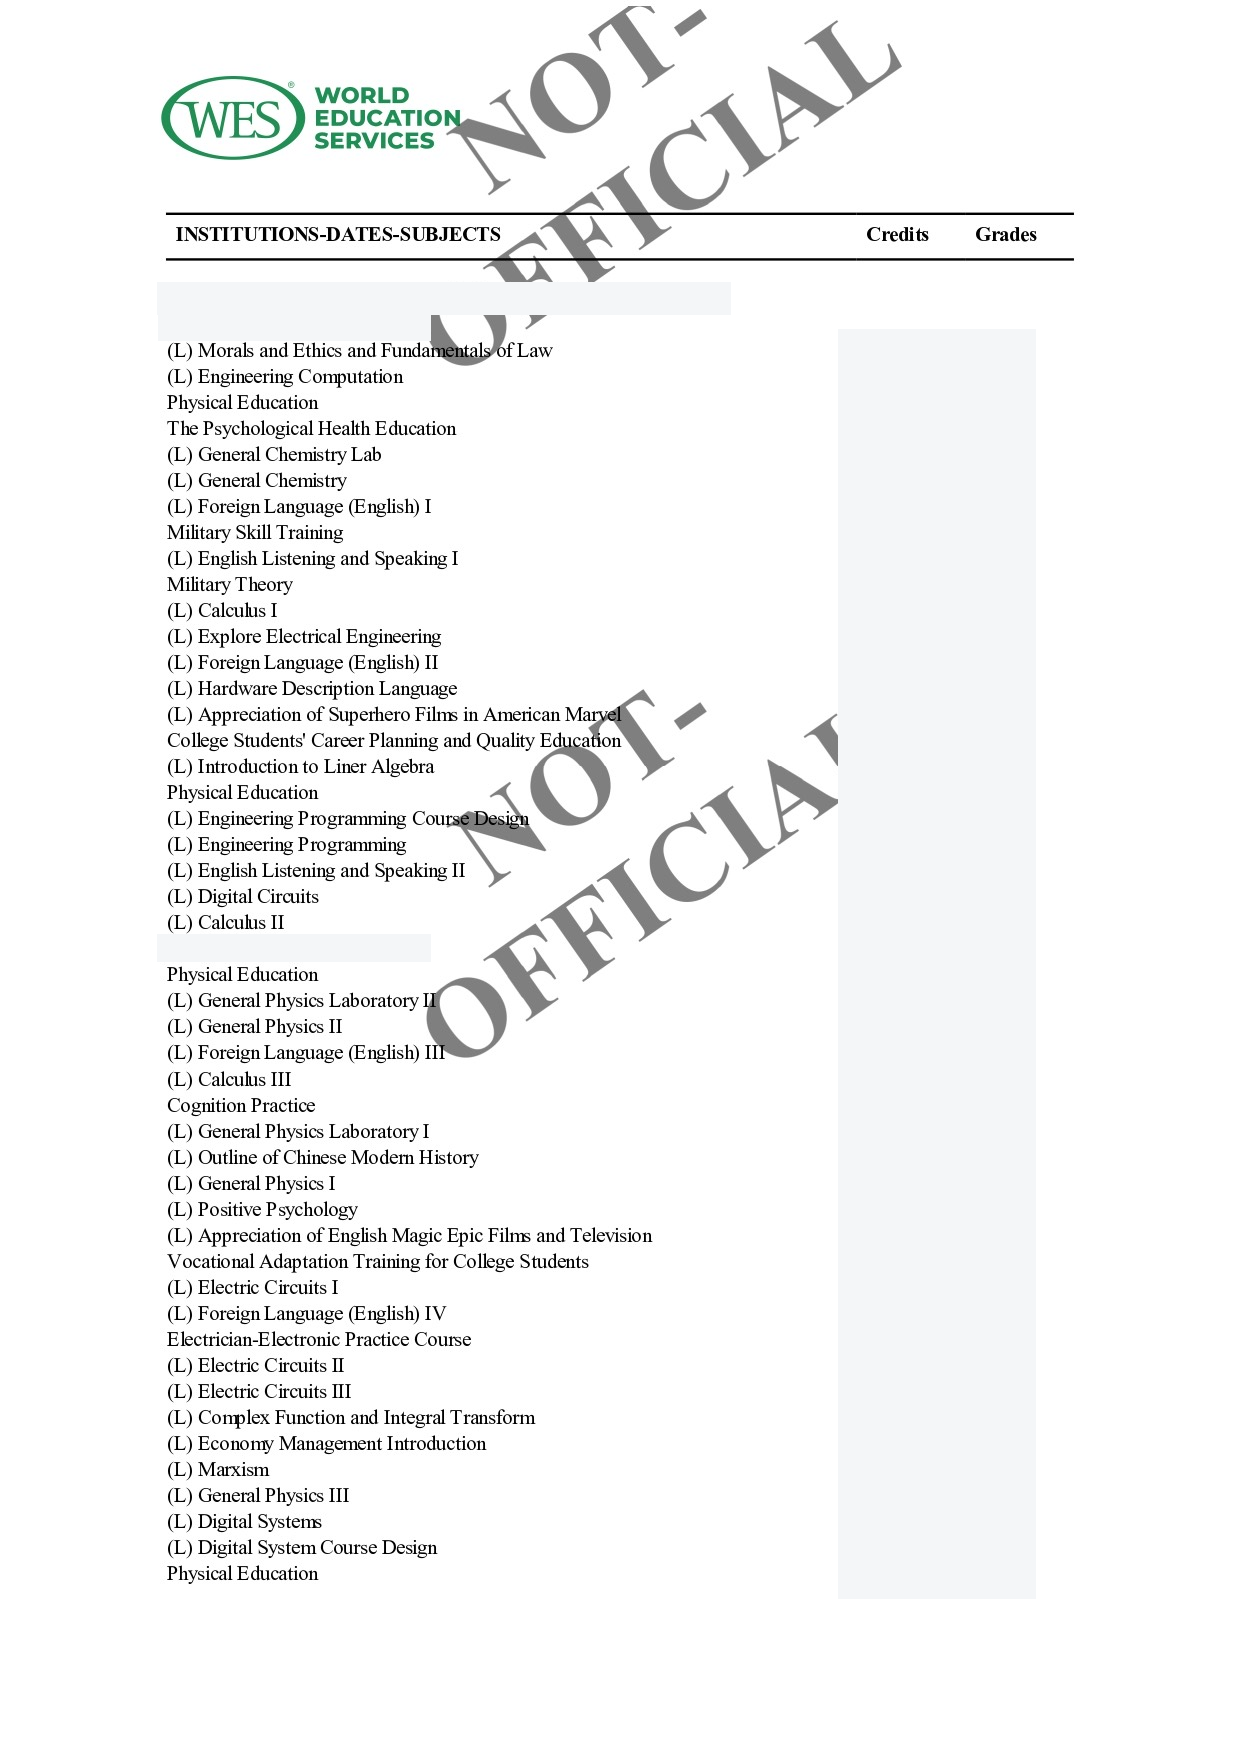 WES®
WORLD
EDUCATION
SERVICES
NOT-
OFFICIAL
INSTITUTIONS-DATES-SUBJECTS Credits Grades
(L) Morals and Ethics and Fundamentals of Law
(L) Engineering Computation
Physical Education
The Psychological Health Education
(L) General Chemistry Lab
(L) General Chemistry
(L) Foreign Language (English) I
Military Skill Training
(L) English Listening and Speaking I
Military Theory
(L) Calculus I
(L) Explore Electrical Engineering
(L) Foreign Language (English) II
(L) Hardware Description Language
(L) Appreciation of Superhero Films in American Marvel
College Students' Career Planning and Quality Education
(L) Introduction to Liner Algebra
Physical Education
(L) Engineering Programming Course Design
(L) Engineering Programming
(L) English Listening and Speaking II
(L) Digital Circuits
(L) Calculus II
NOT-
OFFICIAL
Physical Education
(L) General Physics Laboratory II
(L) General Physics II
(L) Foreign Language (English) III
(L) Calculus III
Cognition Practice
(L) General Physics Laboratory I
(L) Outline of Chinese Modern History
(L) General Physics I
(L) Positive Psychology
(L) Appreciation of English Magic Epic Films and Television
Vocational Adaptation Training for College Students
(L) Electric Circuits I
(L) Foreign Language (English) IV
Electrician-Electronic Practice Course
(L) Electric Circuits II
(L) Electric Circuits III
(L) Complex Function and Integral Transform
(L) Economy Management Introduction
(L) Marxism
(L) General Physics III
(L) Digital Systems
(L) Digital System Course Design
Physical Education